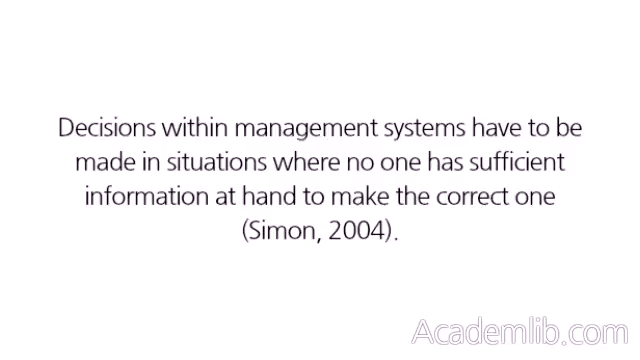 Decisions within management systems have to be
made in situations where no one has sufficient
information at hand to make the correct one
(Simon, 2004).
Academlib.com